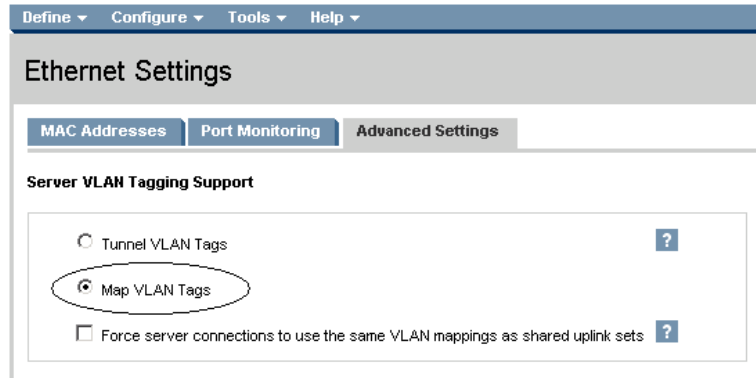 Define Configure Tools Help
Ethernet Settings
MAC Addresses Port Monitoring Advanced Settings
Server VLAN Tagging Support
Tunnel VLAN Tags ?
Map VLAN Tags
Force server connections to use the same VLAN mappings as shared uplink sets ?